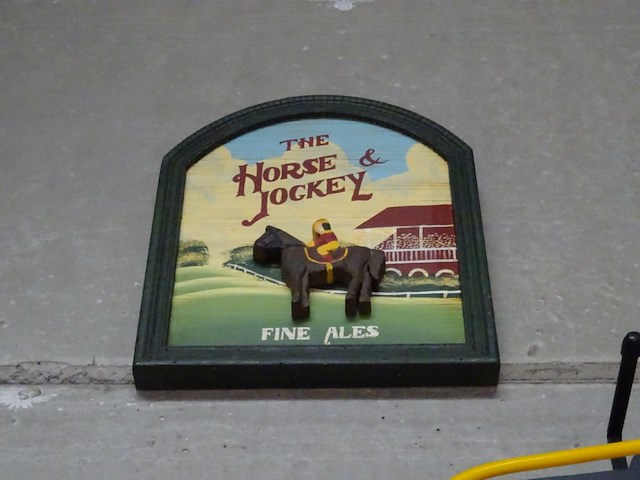 THE
HORSE &
JOCKEY
FINE ALES